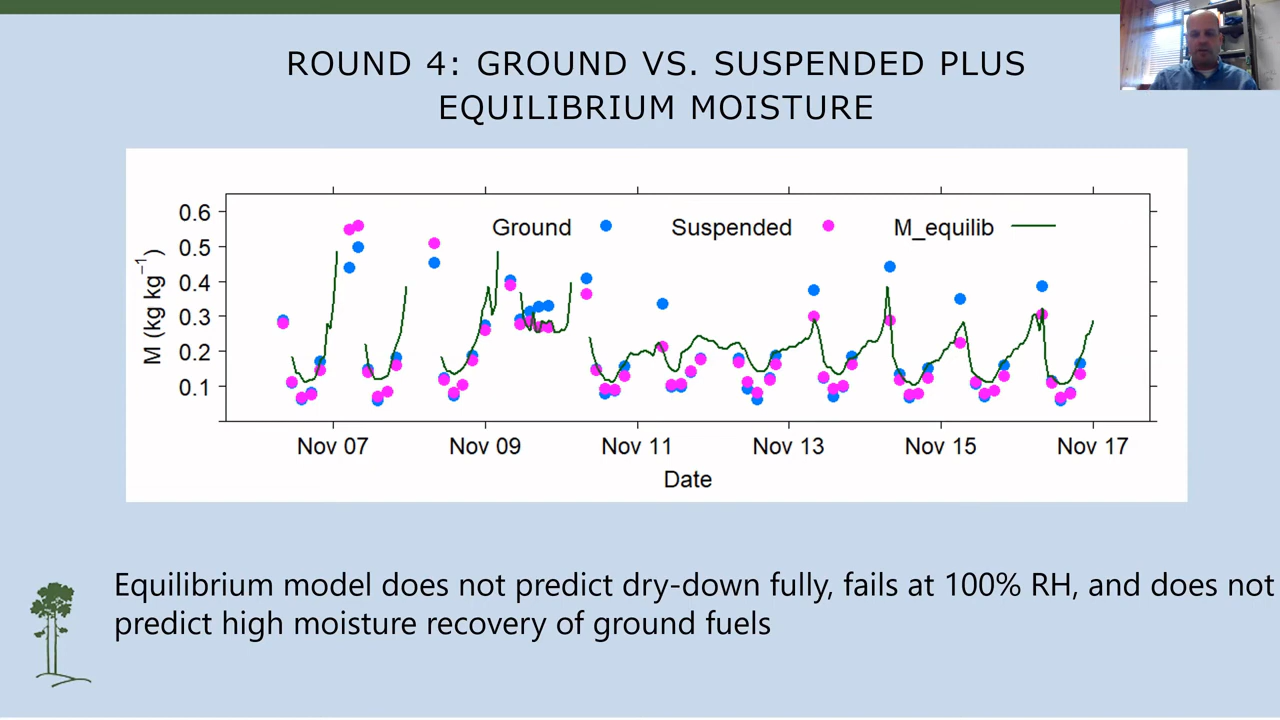 ROUND 4: GROUND VS. SUSPENDED PLUS
EQUILIBRIUM MOISTURE
Ground
Suspended
M_equilib
M (kg kg⁻¹)
0.6
0.5
0.4
0.3
0.2
0.1
Nov 07
Nov 09
Nov 11
Nov 13
Nov 15
Nov 17
Date
Equilibrium model does not predict dry-down fully, fails at 100% RH, and does not
predict high moisture recovery of ground fuels